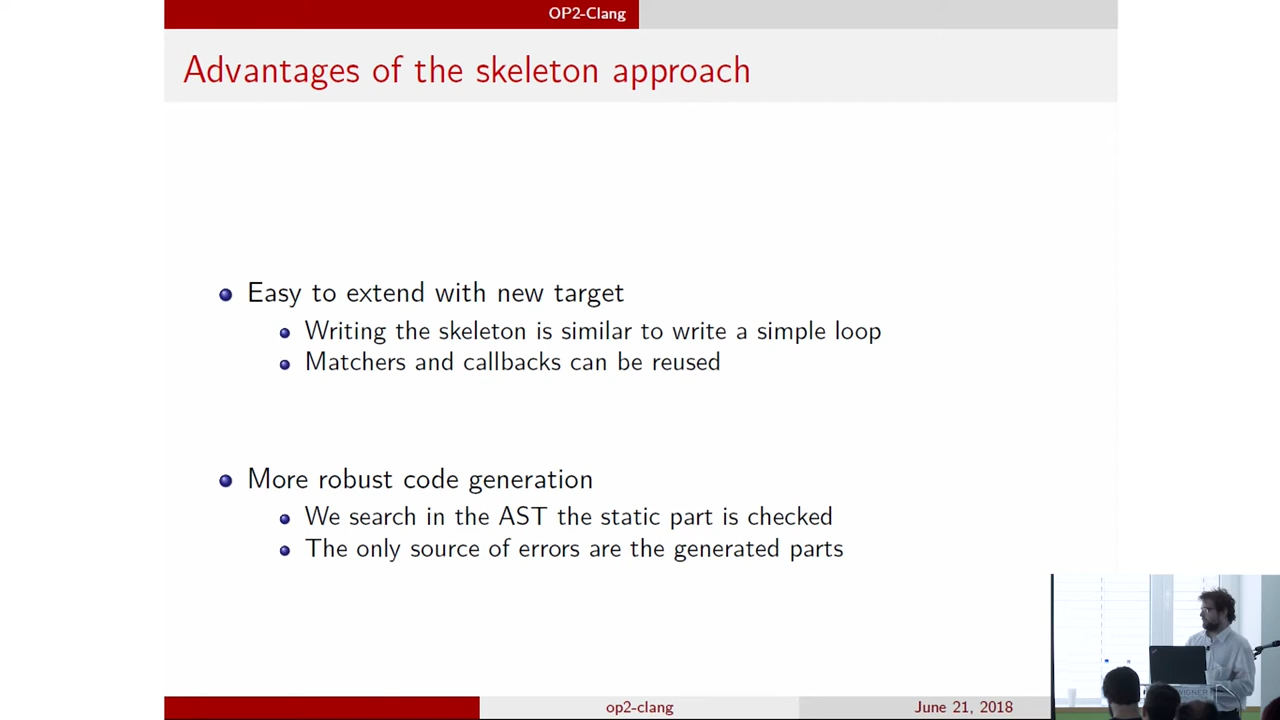 OP2-Clang
Advantages of the skeleton approach
Easy to extend with new target
Writing the skeleton is similar to write a simple loop
Matchers and callbacks can be reused
More robust code generation
We search in the AST the static part is checked
The only source of errors are the generated parts
WIGNER
op2-clang
June 21, 2018